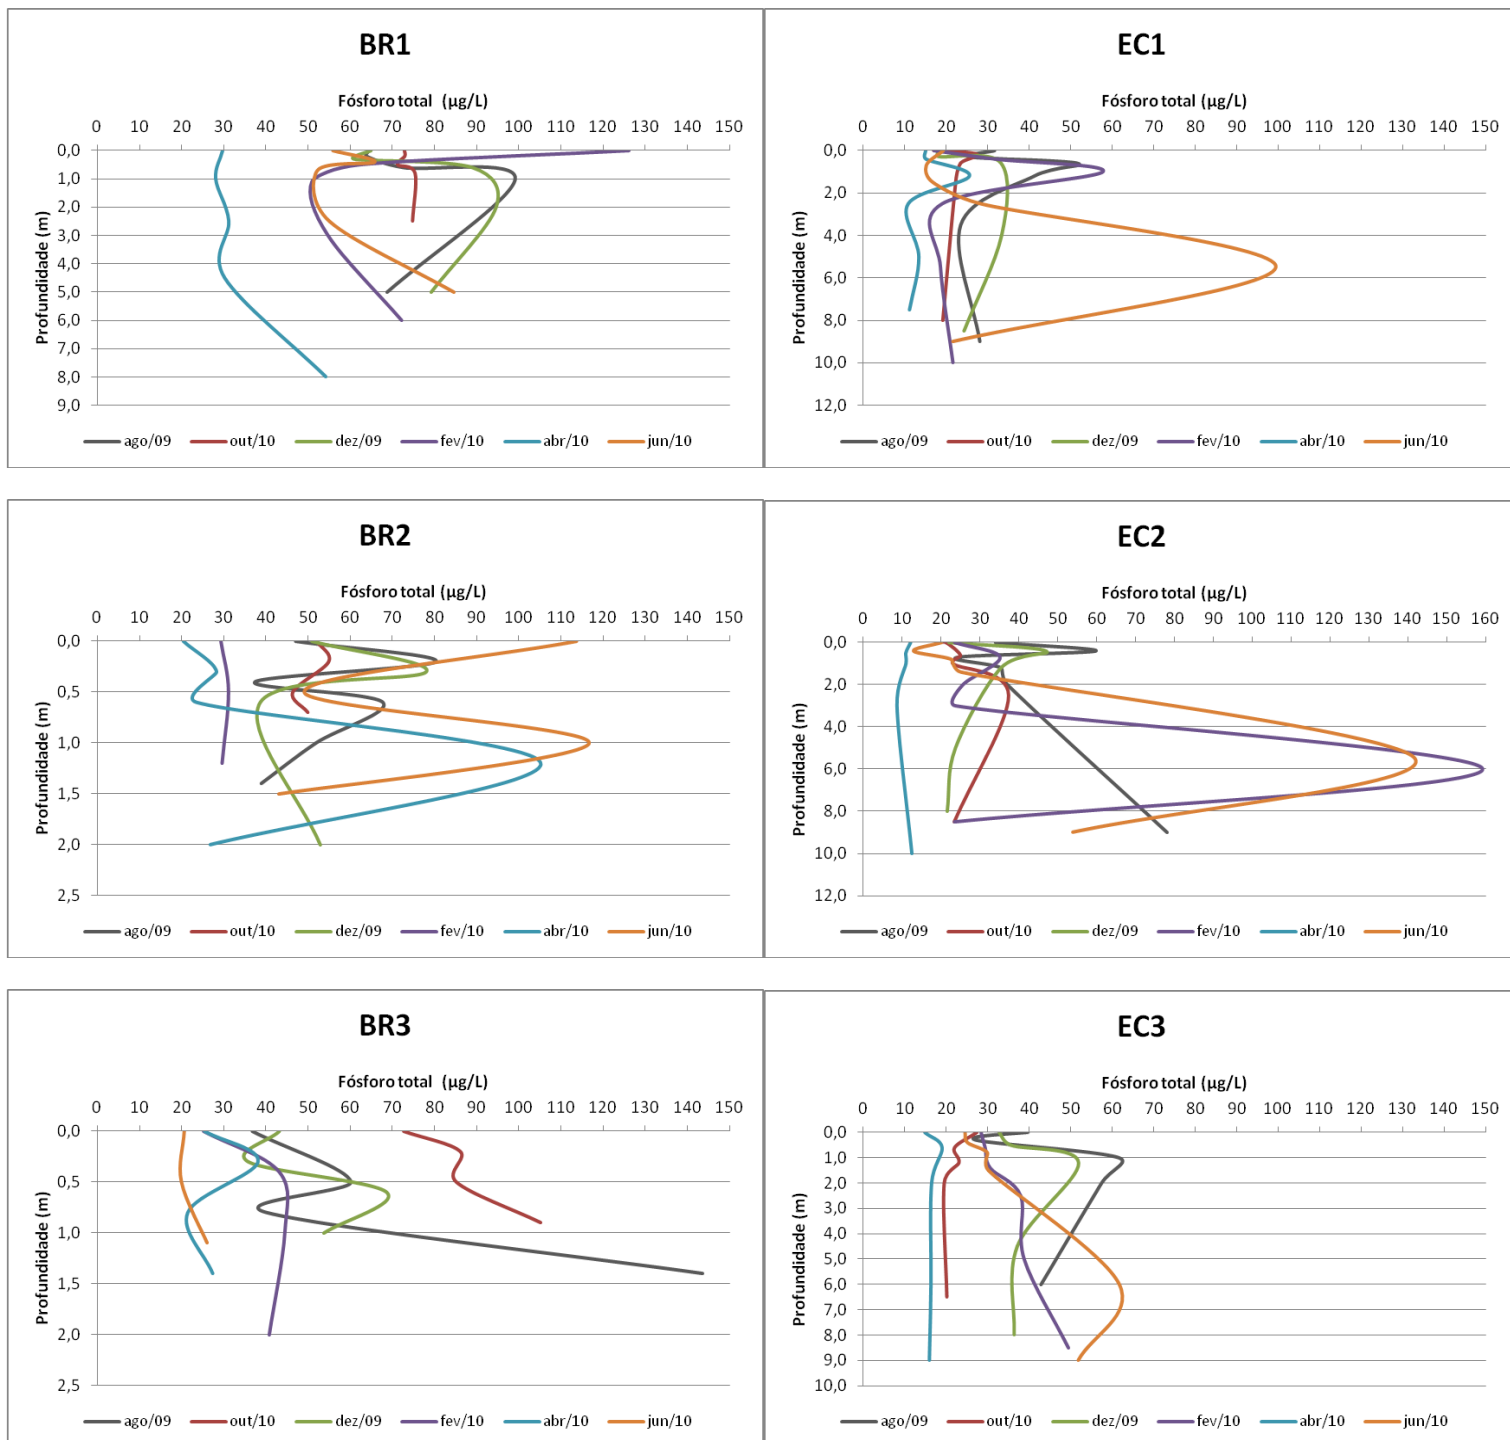 BR1
Fósforo total (µg/L)
0 10 20 30 40 50 60 70 80 90 100 110 120 130 140 150
Profundidade (m)
0,0
1,0
2,0
3,0
4,0
5,0
6,0
7,0
8,0
9,0
ago/09 out/10 dez/09 fev/10 abr/10 jun/10
EC1
Fósforo total (µg/L)
0 10 20 30 40 50 60 70 80 90 100 110 120 130 140 150
Profundidade (m)
0,0
2,0
4,0
6,0
8,0
10,0
12,0
ago/09 out/10 dez/09 fev/10 abr/10 jun/10
BR2
Fósforo total (µg/L)
0 10 20 30 40 50 60 70 80 90 100 110 120 130 140 150
Profundidade (m)
0,0
0,5
1,0
1,5
2,0
2,5
ago/09 out/10 dez/09 fev/10 abr/10 jun/10
EC2
Fósforo total (µg/L)
0 10 20 30 40 50 60 70 80 90 100 110 120 130 140 150 160
Profundidade (m)
0,0
2,0
4,0
6,0
8,0
10,0
12,0
ago/09 out/10 dez/09 fev/10 abr/10 jun/10
BR3
Fósforo total (µg/L)
0 10 20 30 40 50 60 70 80 90 100 110 120 130 140 150
Profundidade (m)
0,0
0,5
1,0
1,5
2,0
2,5
ago/09 out/10 dez/09 fev/10 abr/10 jun/10
EC3
Fósforo total (µg/L)
0 10 20 30 40 50 60 70 80 90 100 110 120 130 140 150
Profundidade (m)
0,0
1,0
2,0
3,0
4,0
5,0
6,0
7,0
8,0
9,0
10,0
ago/09 out/10 dez/09 fev/10 abr/10 jun/10